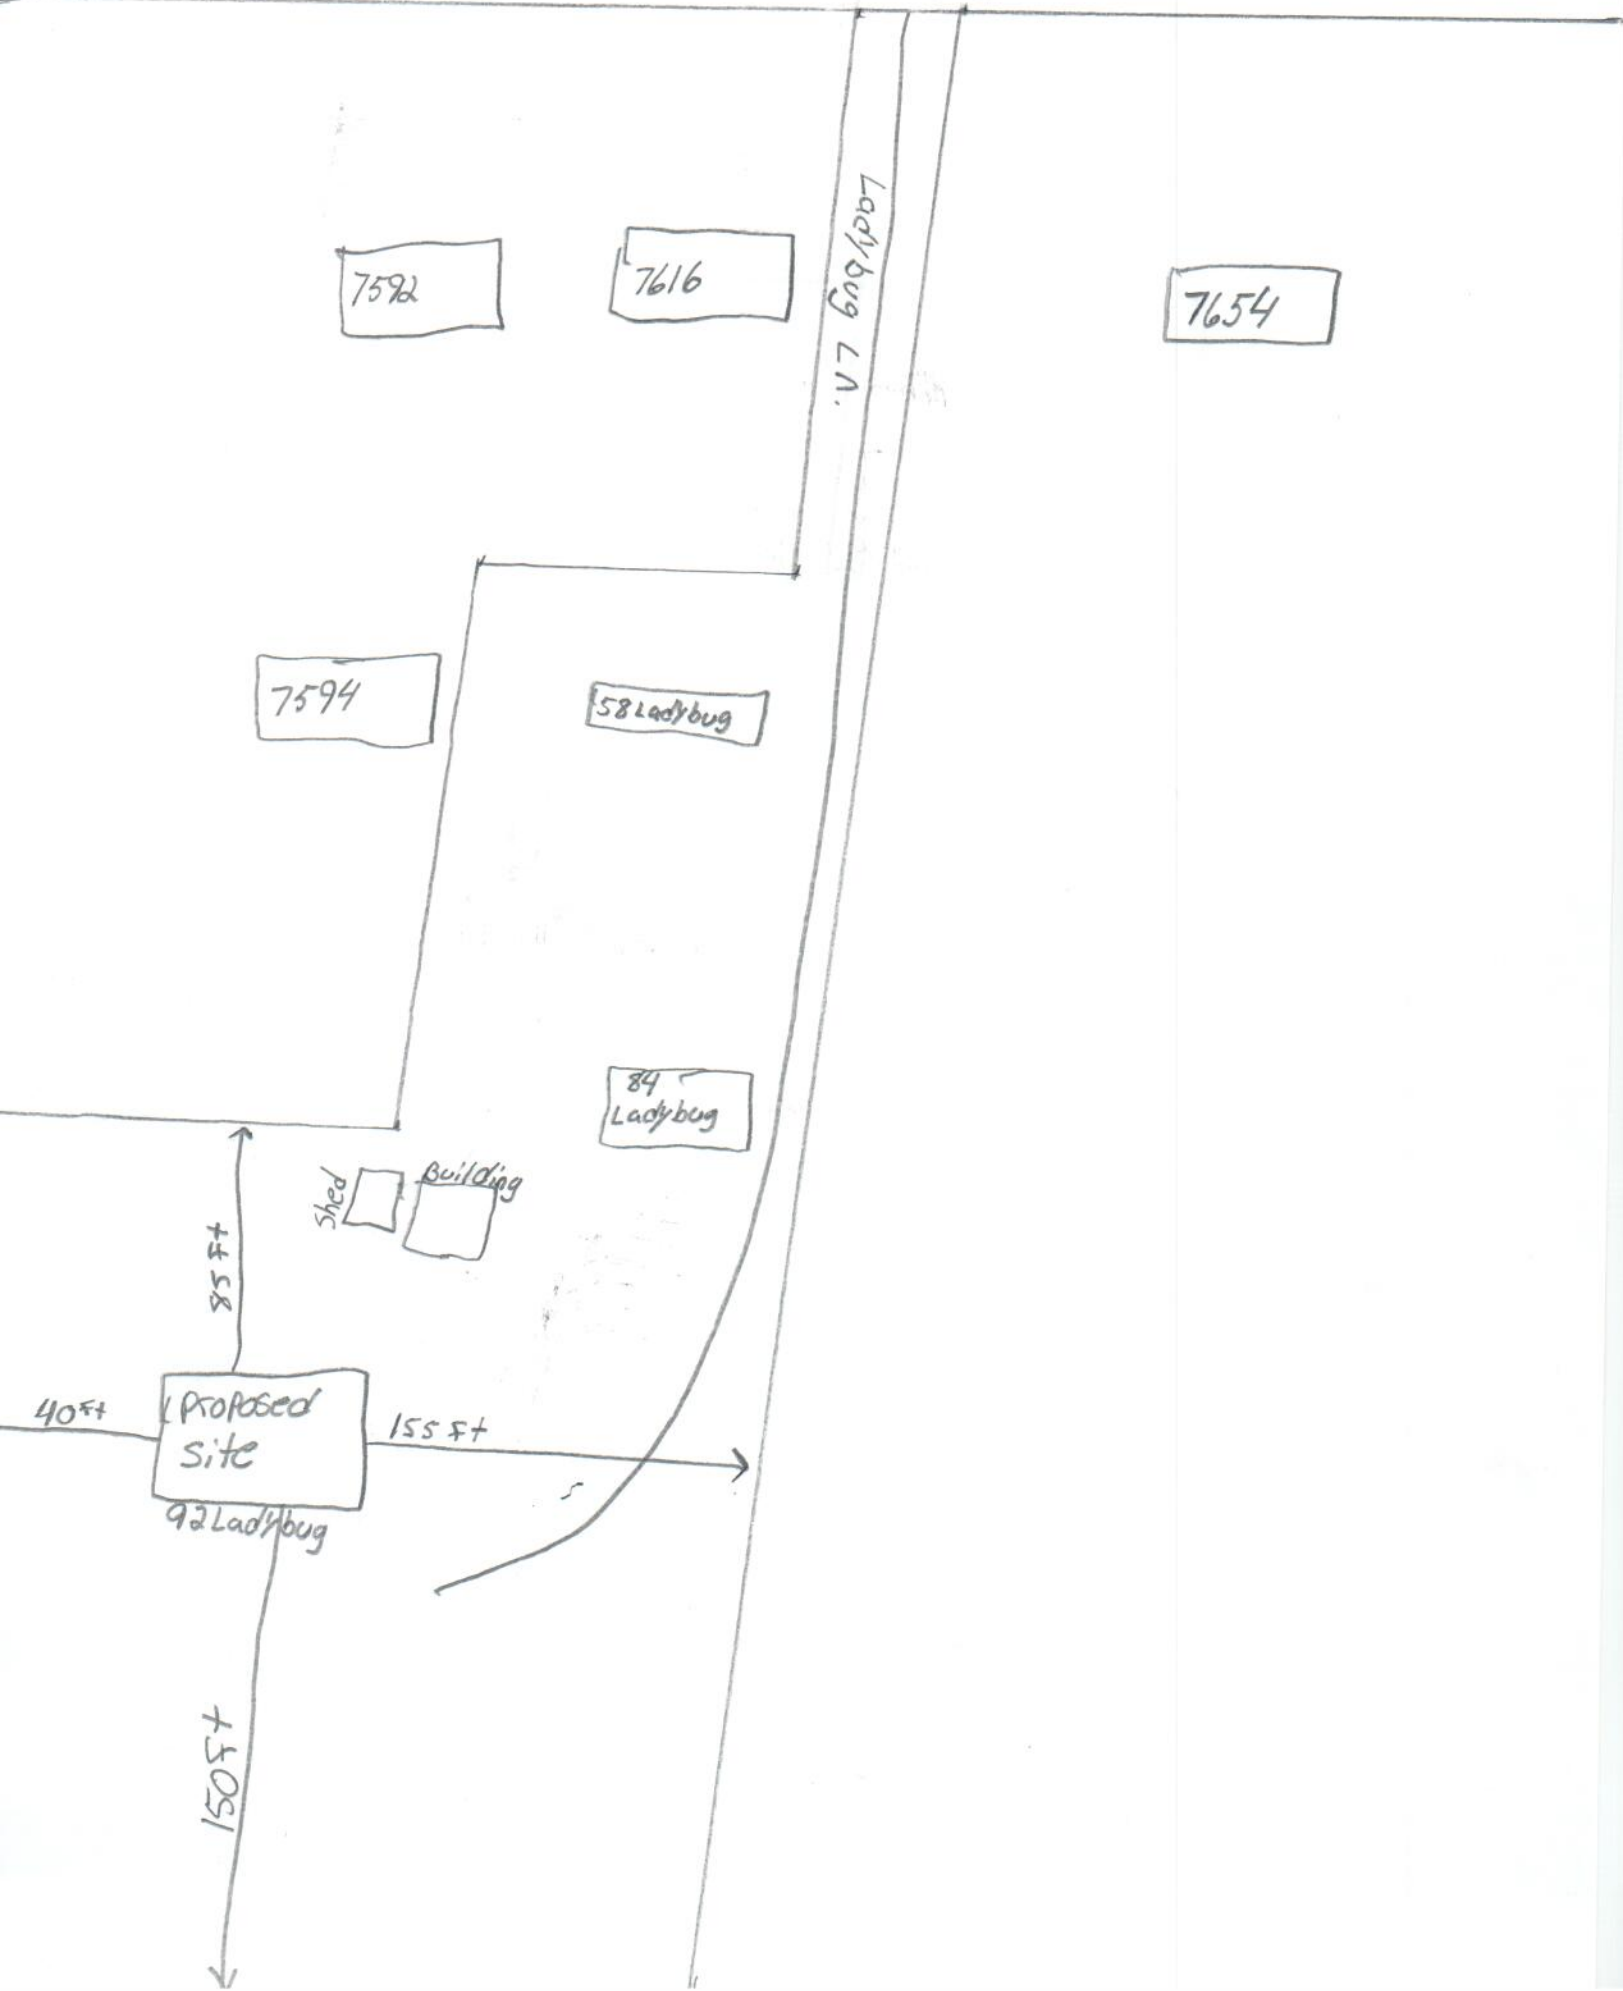 7592
7616
Ladybug Ln.
7654
7594
58 Ladybug
84
Ladybug
Shed
Building
85 Ft
40 Ft
Proposed
Site
155 Ft
92 Ladybug
150 Ft